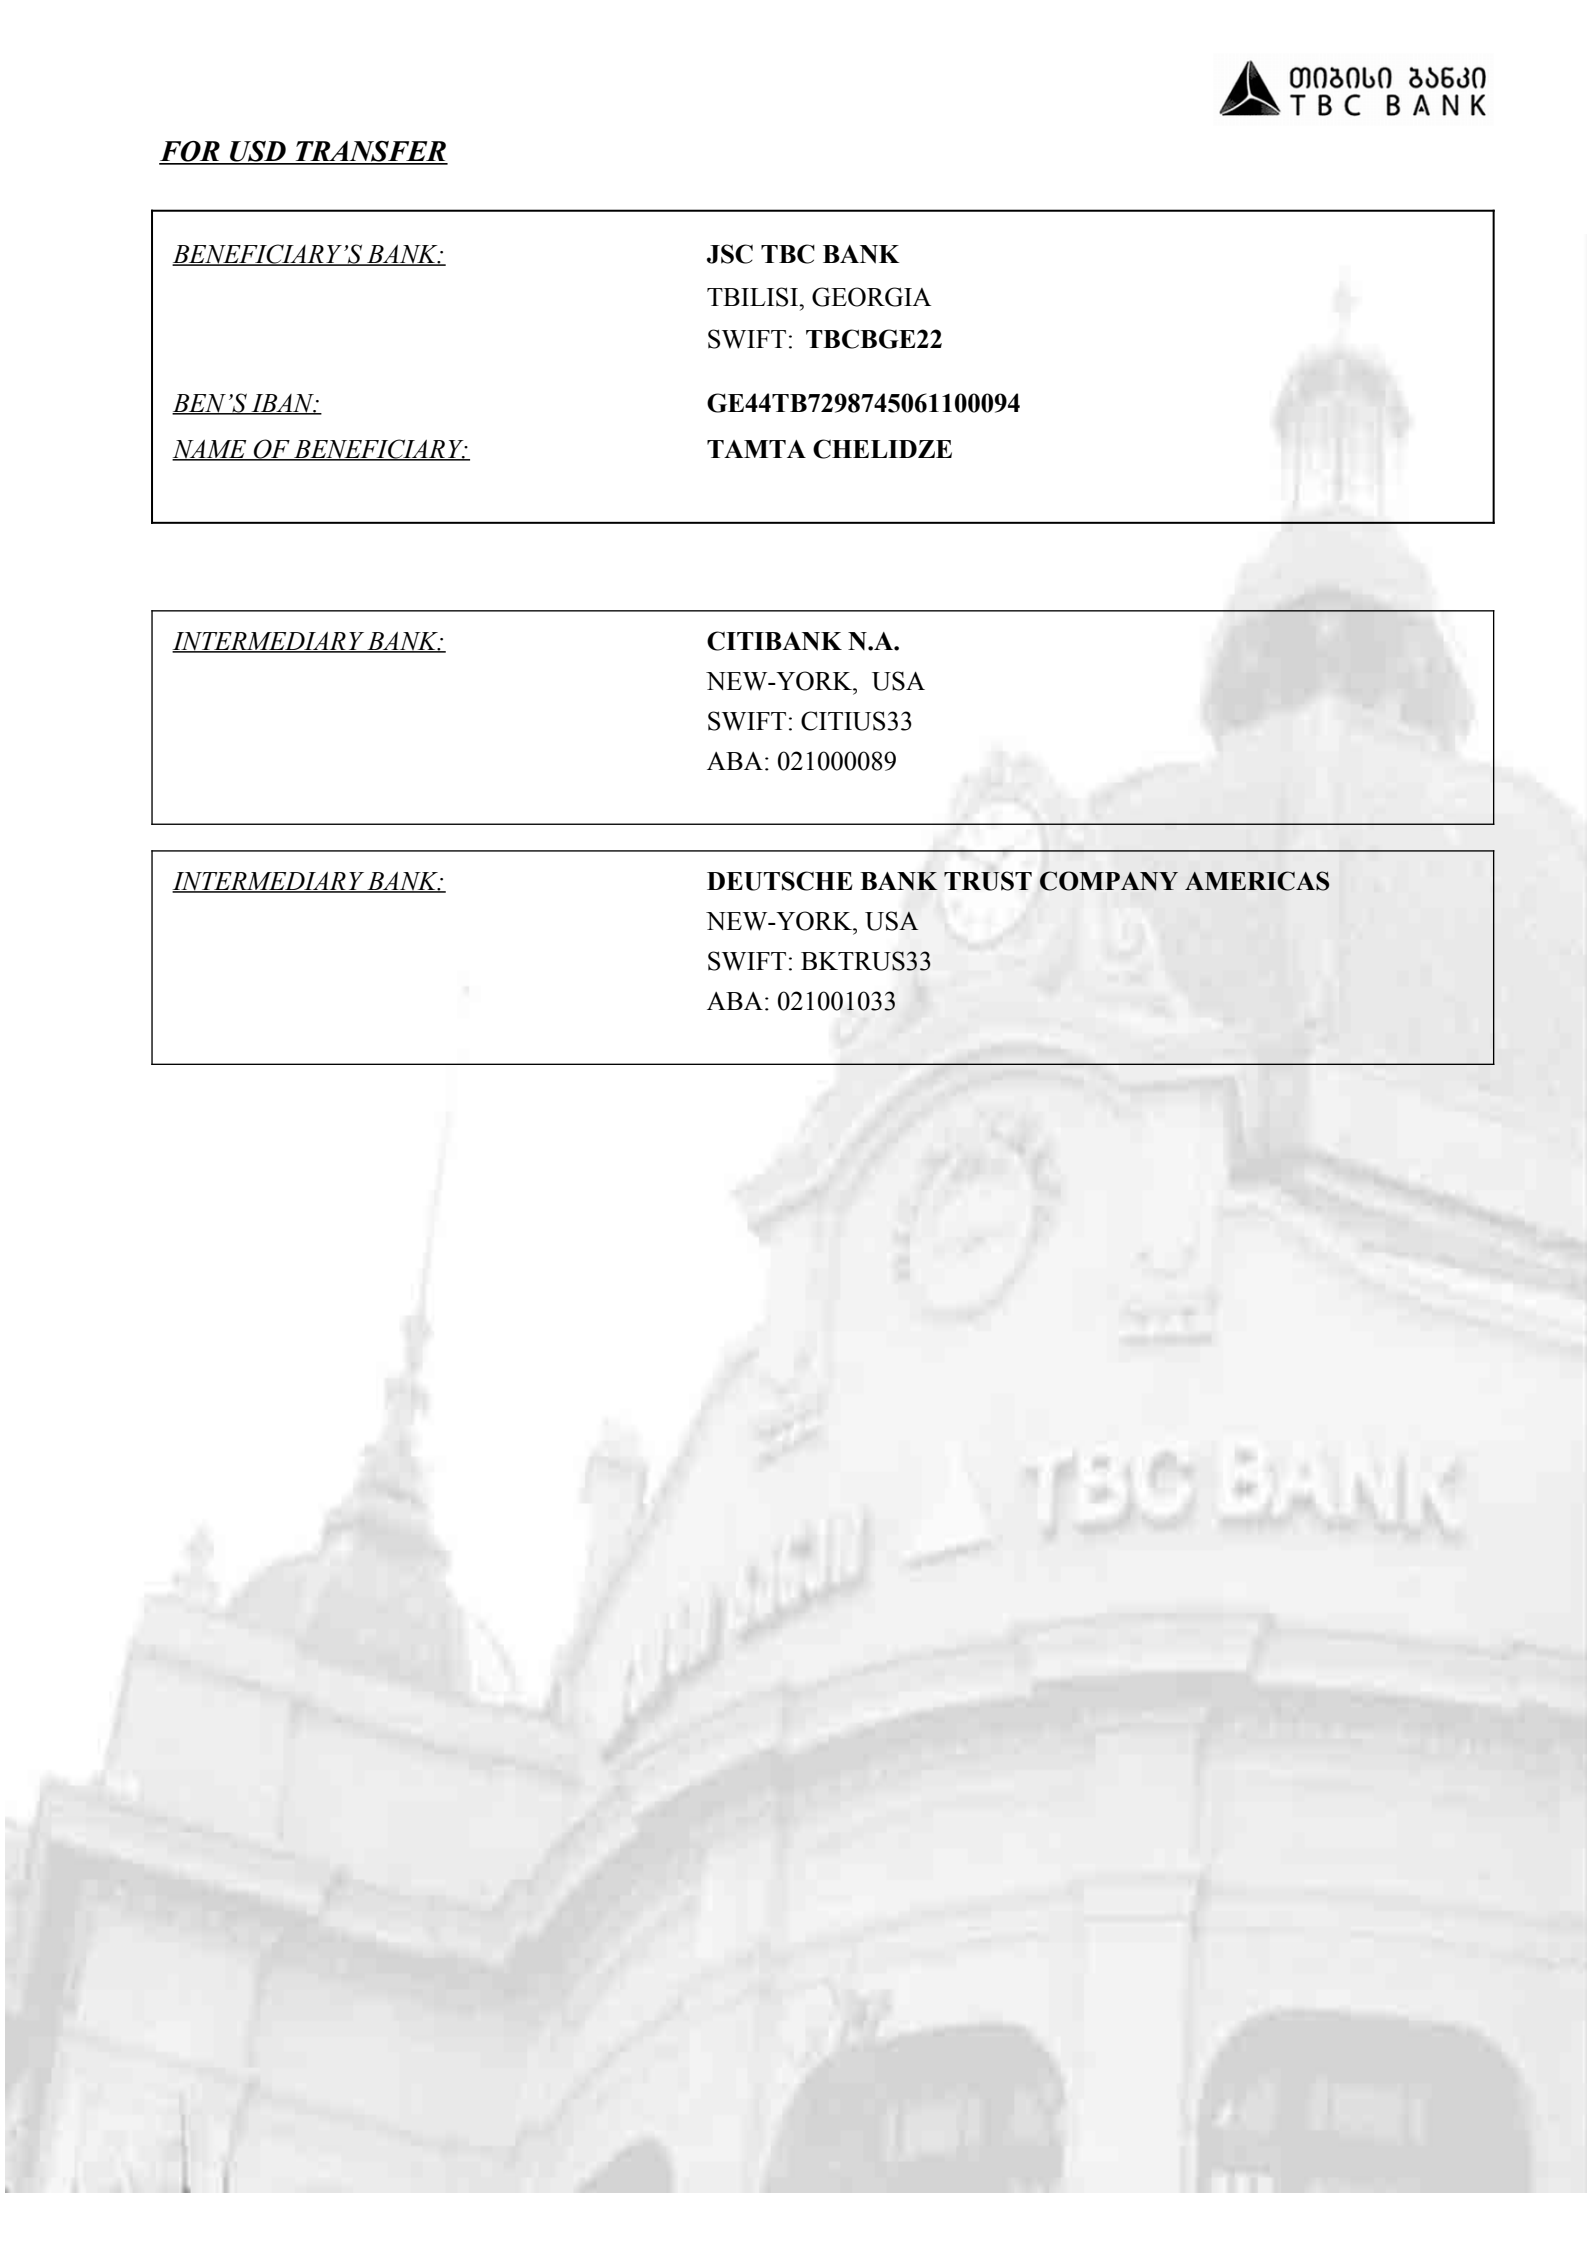 თიბისი ბანკი
TBC BANK
FOR USD TRANSFER
BENEFICIARY’S BANK: JSC TBC BANK
TBILISI, GEORGIA
SWIFT: TBCBGE22
BEN’S IBAN: GE44TB7298745061100094
NAME OF BENEFICIARY: TAMTA CHELIDZE
INTERMEDIARY BANK: CITIBANK N.A.
NEW-YORK, USA
SWIFT: CITIUS33
ABA: 021000089
INTERMEDIARY BANK: DEUTSCHE BANK TRUST COMPANY AMERICAS
NEW-YORK, USA
SWIFT: BKTRUS33
ABA: 021001033
TBC BANK